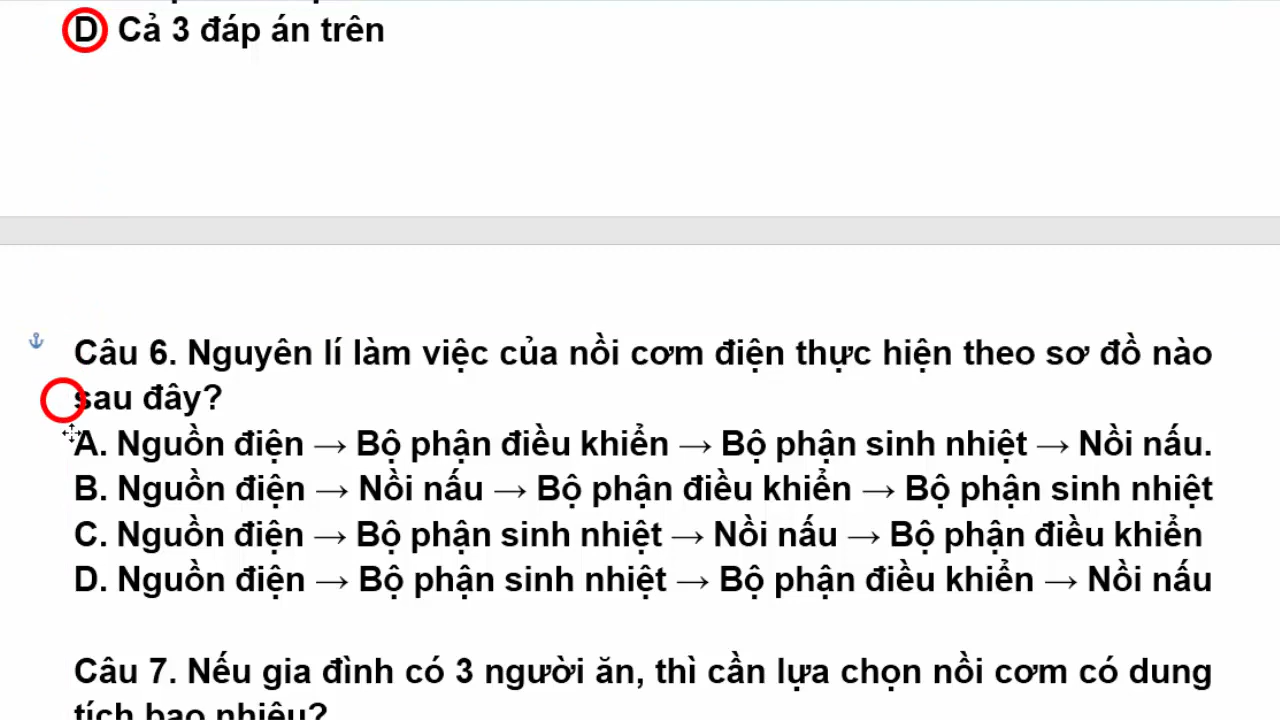 D Cả 3 đáp án trên
Câu 6. Nguyên lí làm việc của nồi cơm điện thực hiện theo sơ đồ nào
sau đây?
A. Nguồn điện → Bộ phận điều khiển → Bộ phận sinh nhiệt → Nồi nấu.
B. Nguồn điện → Nồi nấu → Bộ phận điều khiển → Bộ phận sinh nhiệt
C. Nguồn điện → Bộ phận sinh nhiệt → Nồi nấu → Bộ phận điều khiển
D. Nguồn điện → Bộ phận sinh nhiệt → Bộ phận điều khiển → Nồi nấu
Câu 7. Nếu gia đình có 3 người ăn, thì cần lựa chọn nồi cơm có dung
tích bao nhiêu?